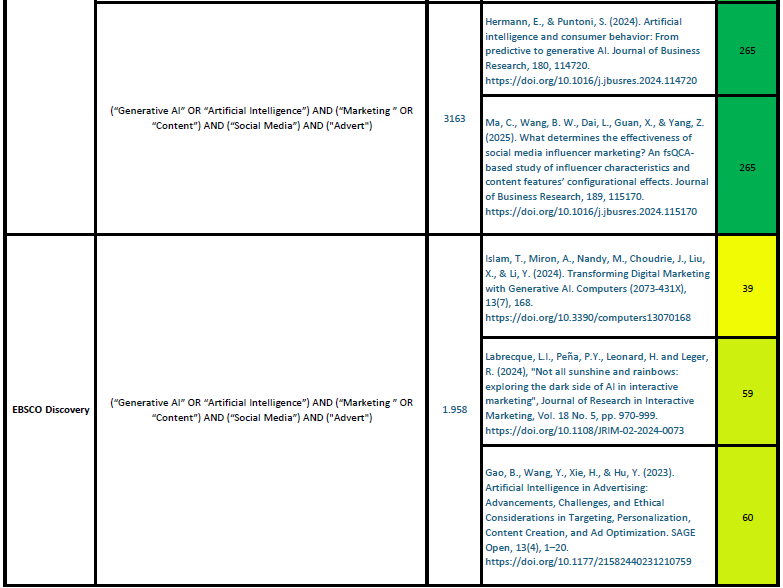 (“Generative AI” OR “Artificial Intelligence”) AND (“Marketing ” OR
“Content”) AND (“Social Media”) AND ("Advert")
3163
Hermann, E., & Puntoni, S. (2024). Artificial
intelligence and consumer behavior: From
predictive to generative AI. Journal of Business
Research, 180, 114720.
https://doi.org/10.1016/j.jbusres.2024.114720
265
Ma, C., Wang, B. W., Dai, L., Guan, X., & Yang, Z.
(2025). What determines the effectiveness of
social media influencer marketing? An fsQCA-
based study of influencer characteristics and
content features’ configurational effects. Journal
of Business Research, 189, 115170.
https://doi.org/10.1016/j.jbusres.2024.115170
265
EBSCO Discovery
(“Generative AI” OR “Artificial Intelligence”) AND (“Marketing ” OR
“Content”) AND (“Social Media”) AND ("Advert")
1.958
Islam, T., Miron, A., Nandy, M., Choudrie, J., Liu,
X., & Li, Y. (2024). Transforming Digital Marketing
with Generative AI. Computers (2073-431X),
13(7), 168.
https://doi.org/10.3390/computers13070168
39
Labrecque, L.I., Peña, P.Y., Leonard, H. and Leger,
R. (2024), "Not all sunshine and rainbows:
exploring the dark side of AI in interactive
marketing", Journal of Research in Interactive
Marketing, Vol. 18 No. 5, pp. 970-999.
https://doi.org/10.1108/JRIM-02-2024-0073
59
Gao, B., Wang, Y., Xie, H., & Hu, Y. (2023).
Artificial Intelligence in Advertising:
Advancements, Challenges, and Ethical
Considerations in Targeting, Personalization,
Content Creation, and Ad Optimization. SAGE
Open, 13(4), 1–20.
https://doi.org/10.1177/21582440231210759
60